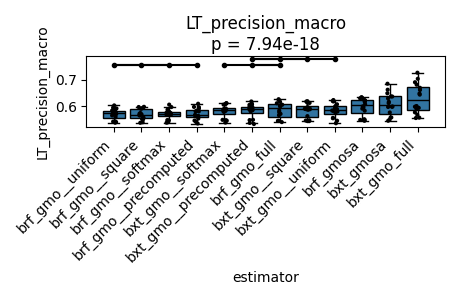 LT_precision_macro
p = 7.94e-18
LT_precision_macro
0.7
0.6
brf_gmo__uniform
brf_gmo__square
brf_gmo__softmax
brf_gmo__precomputed
bxt_gmo__softmax
bxt_gmo__precomputed
brf_gmo_full
bxt_gmo__square
bxt_gmo__uniform
brf_gmosa
bxt_gmosa
bxt_gmo_full
estimator